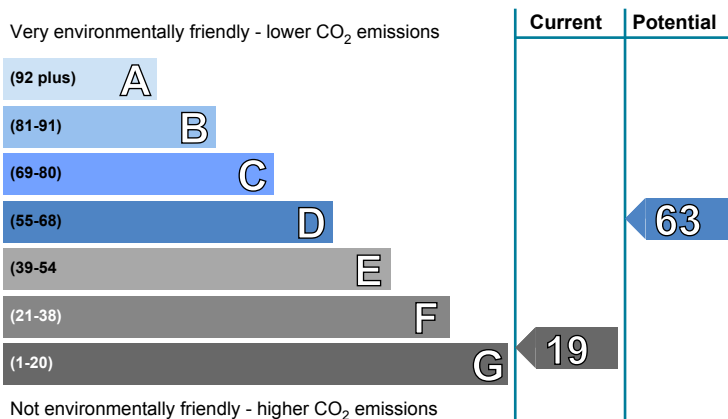 Current Potential
Very environmentally friendly - lower CO2 emissions
(92 plus) A
(81-91) B
(69-80) C
(55-68) D
63
(39-54 E
(21-38) F
(1-20) G
19
Not environmentally friendly - higher CO2 emissions